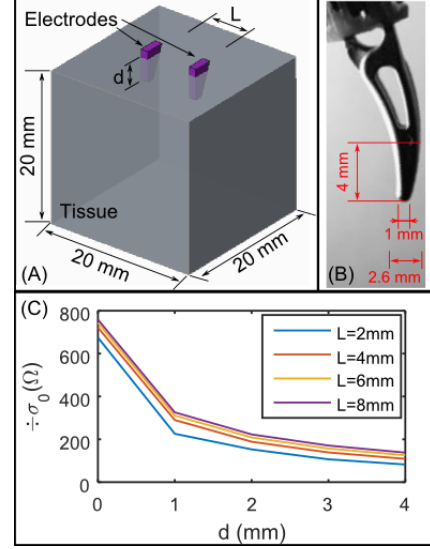 Electrodes
L
d
20 mm
Tissue
(A)
20 mm
20 mm
4 mm
1 mm
(B)
2.6 mm
(C)
800
600
400
200
0
÷σ₀(Ω)
L=2mm
L=4mm
L=6mm
L=8mm
0 1 2 3 4
d (mm)